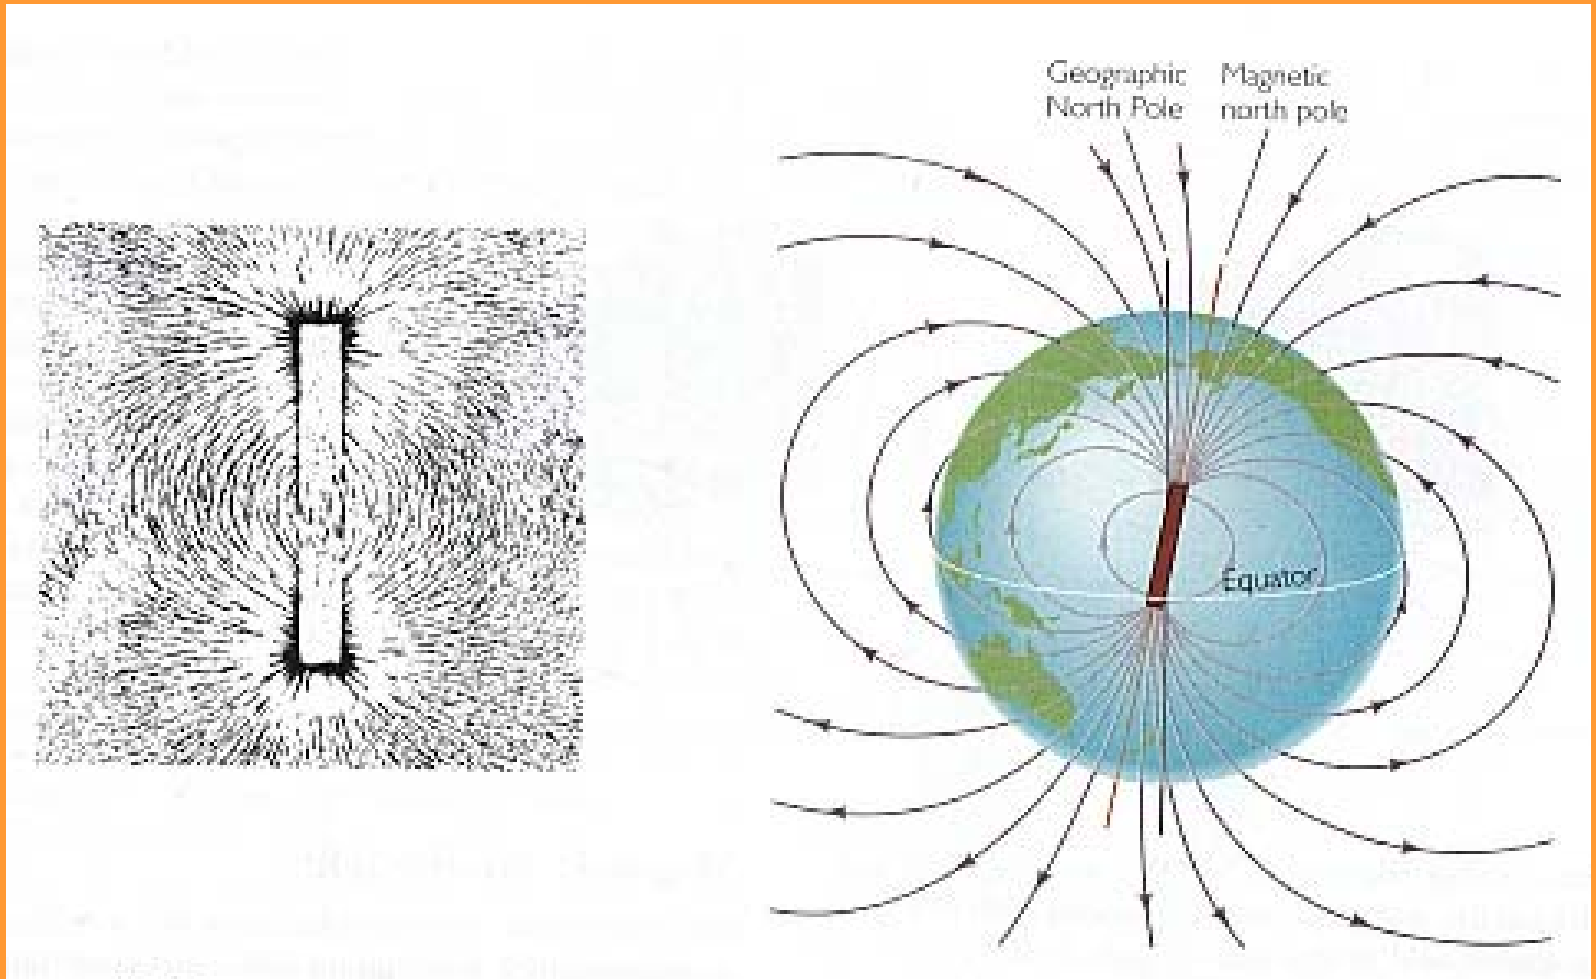 Geographic
North Pole
Magnetic
north pole
Equator